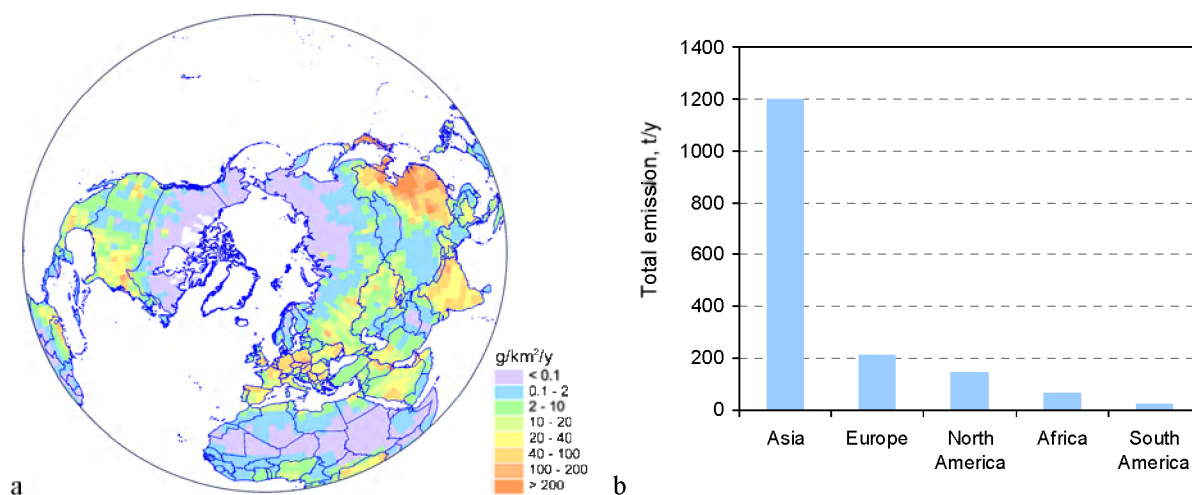 g/km²/y
< 0.1
0.1 - 2
2 - 10
10 - 20
20 - 40
40 - 100
100 - 200
> 200
a
Total emission, t/y
1400
1200
1000
800
600
400
200
0
Asia
Europe
North
America
Africa
South
America
b